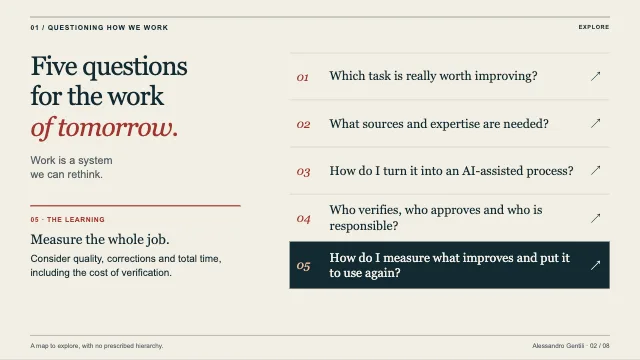 01 / QUESTIONING HOW WE WORK
EXPLORE
Five questions
for the work
of tomorrow.
Work is a system
we can rethink.
05 · THE LEARNING
Measure the whole job.
Consider quality, corrections and total time,
including the cost of verification.
01 Which task is really worth improving? ↗
02 What sources and expertise are needed? ↗
03 How do I turn it into an AI-assisted process? ↗
04 Who verifies, who approves and who is
responsible? ↗
05 How do I measure what improves and put it
to use again? ↗
A map to explore, with no prescribed hierarchy.
Alessandro Gentili · 02 / 08